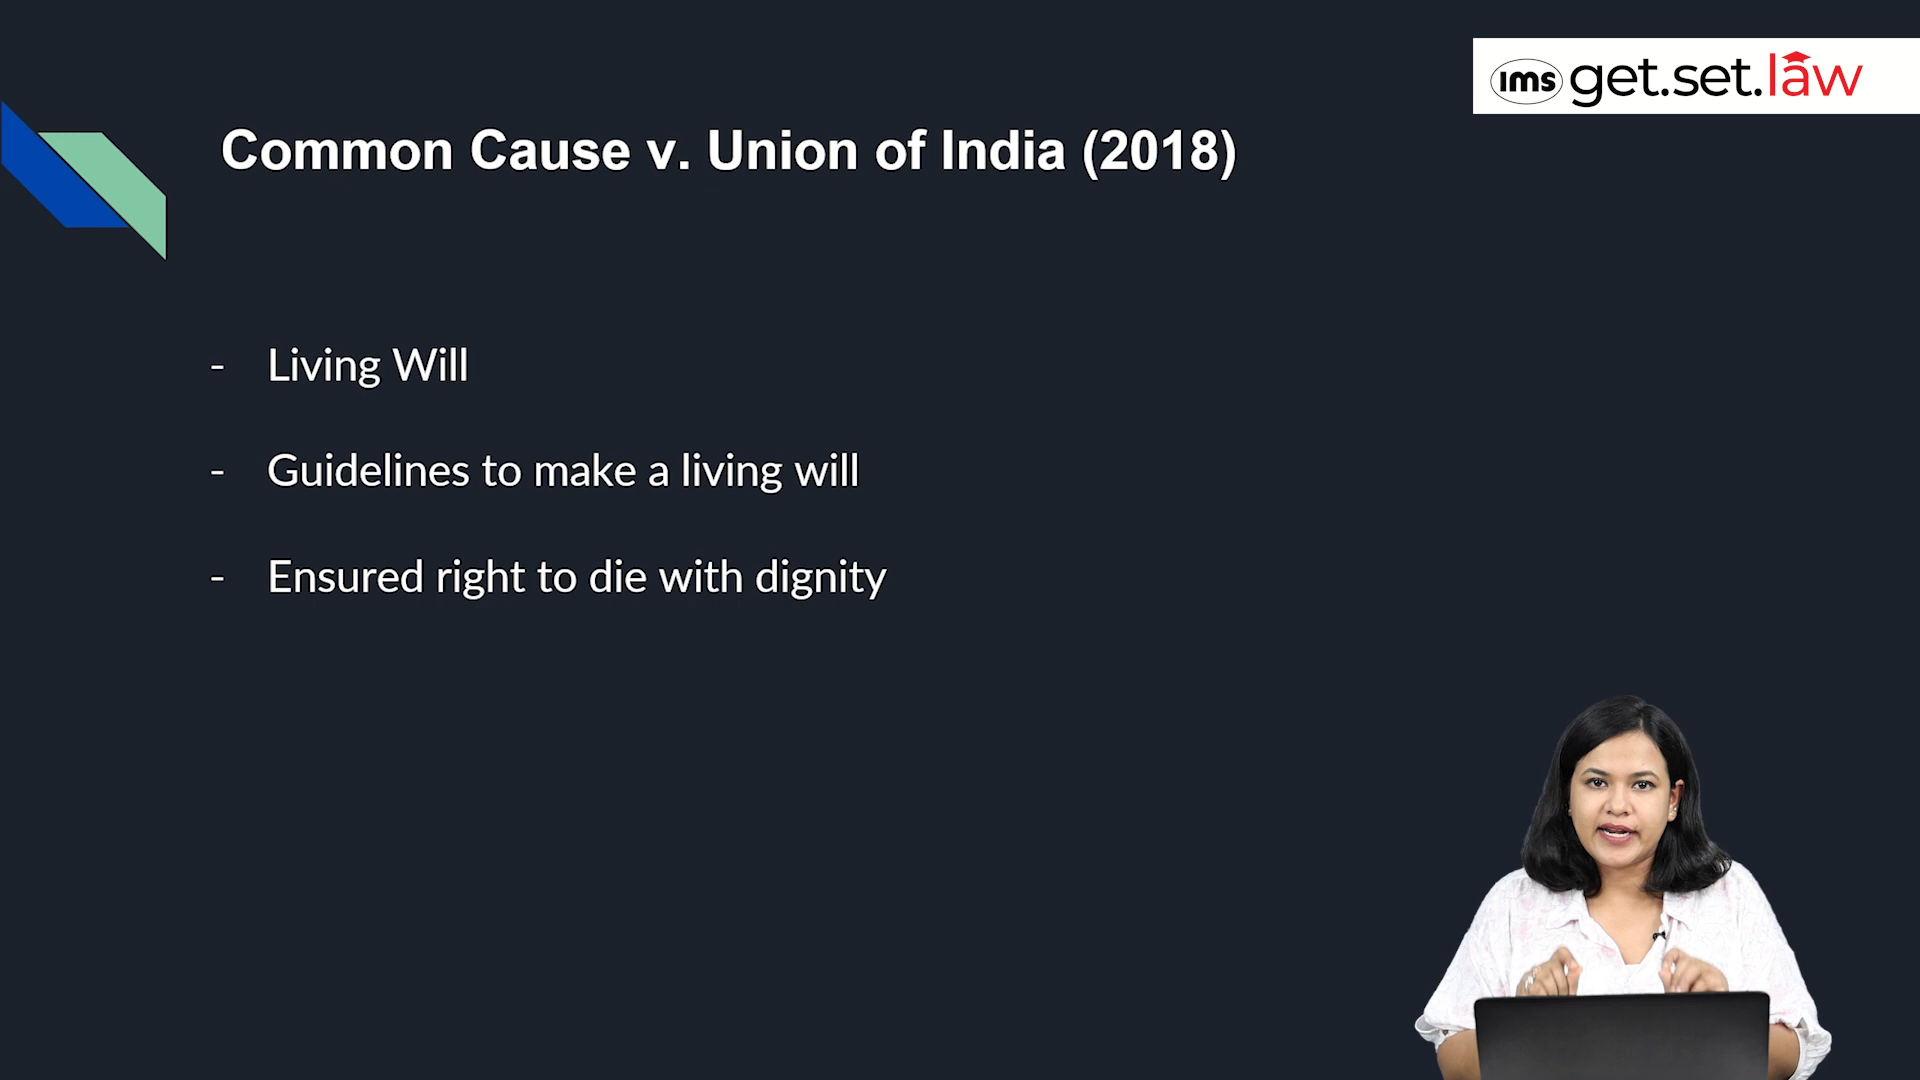 ims get.set.law
Common Cause v. Union of India (2018)
- Living Will
- Guidelines to make a living will
- Ensured right to die with dignity